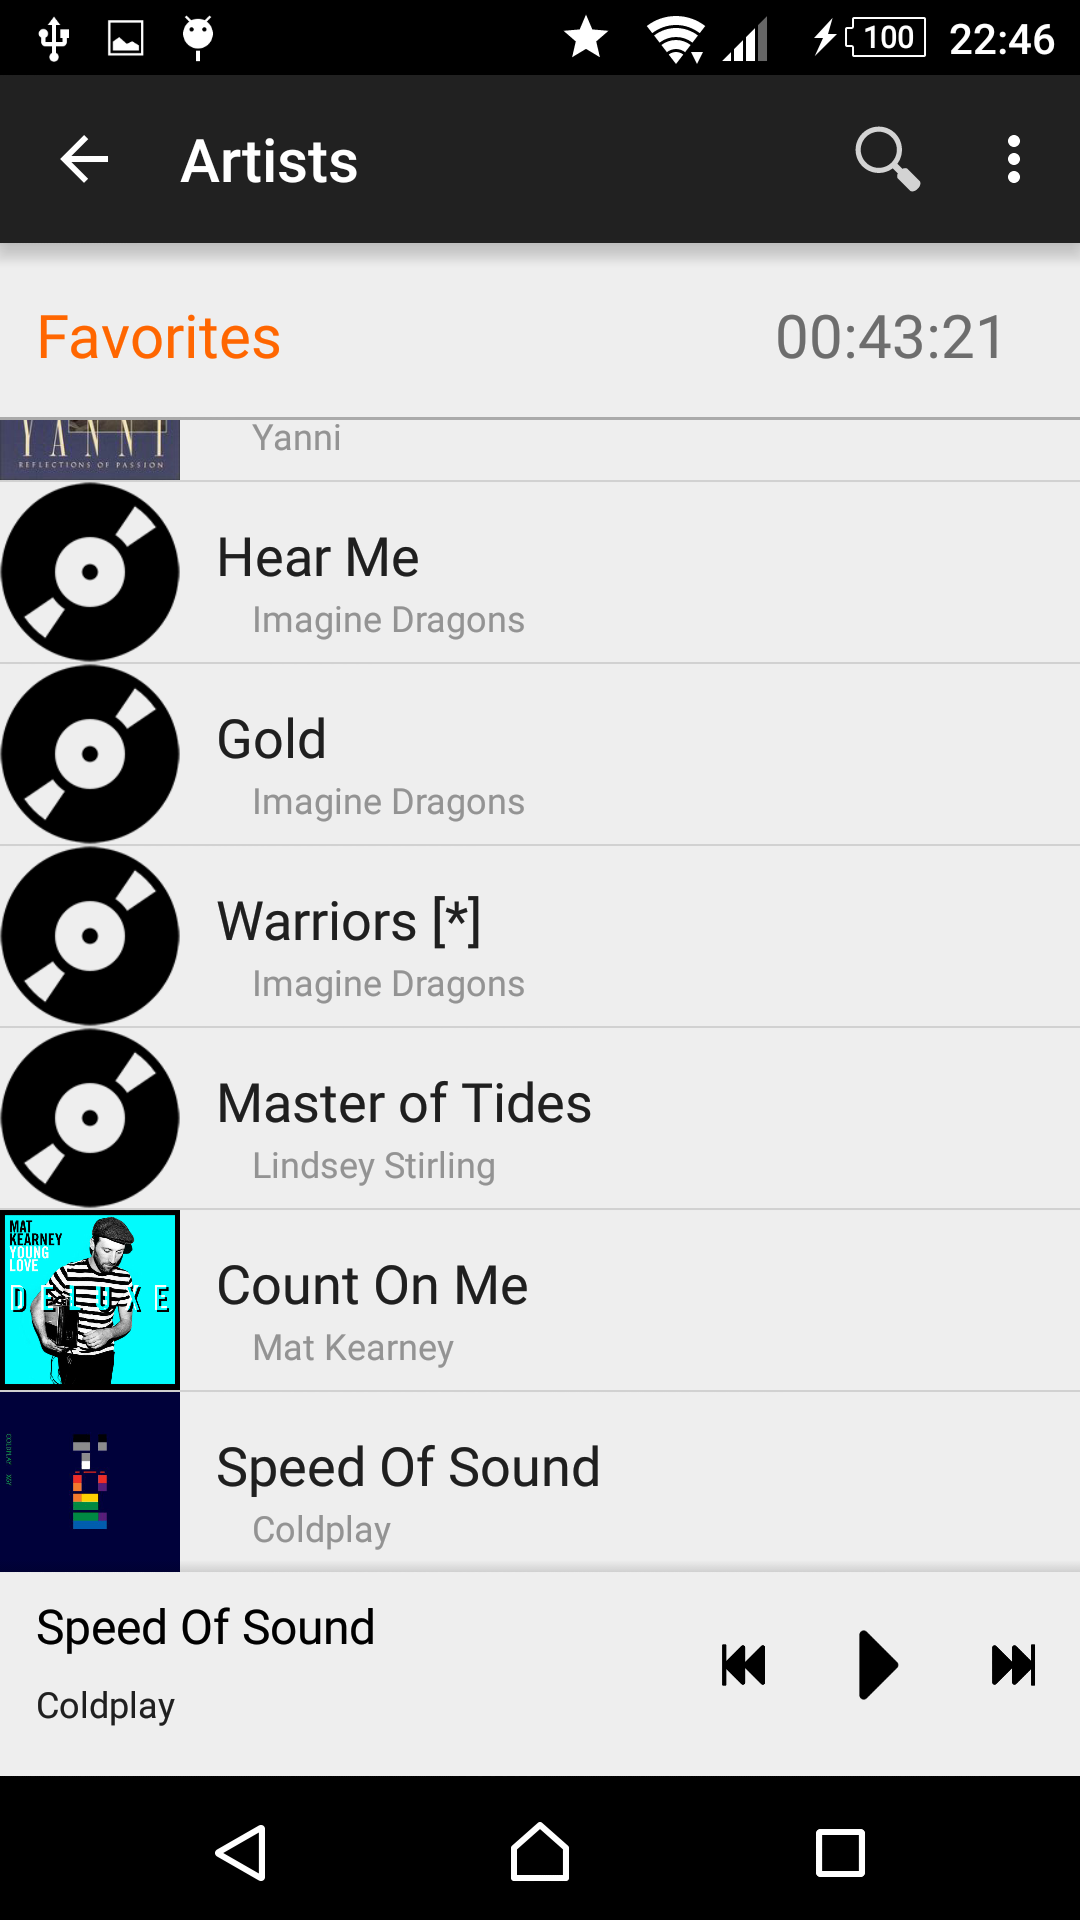 100 22:46
Artists
Favorites 00:43:21
YANNI
REFLECTIONS OF PASSION
Yanni
Hear Me
Imagine Dragons
Gold
Imagine Dragons
Warriors [*]
Imagine Dragons
Master of Tides
Lindsey Stirling
MAT
KEARNEY
YOUNG
LOVE
DELUXE
Count On Me
Mat Kearney
COLDPLAY X&Y
Speed Of Sound
Coldplay
Speed Of Sound
Coldplay